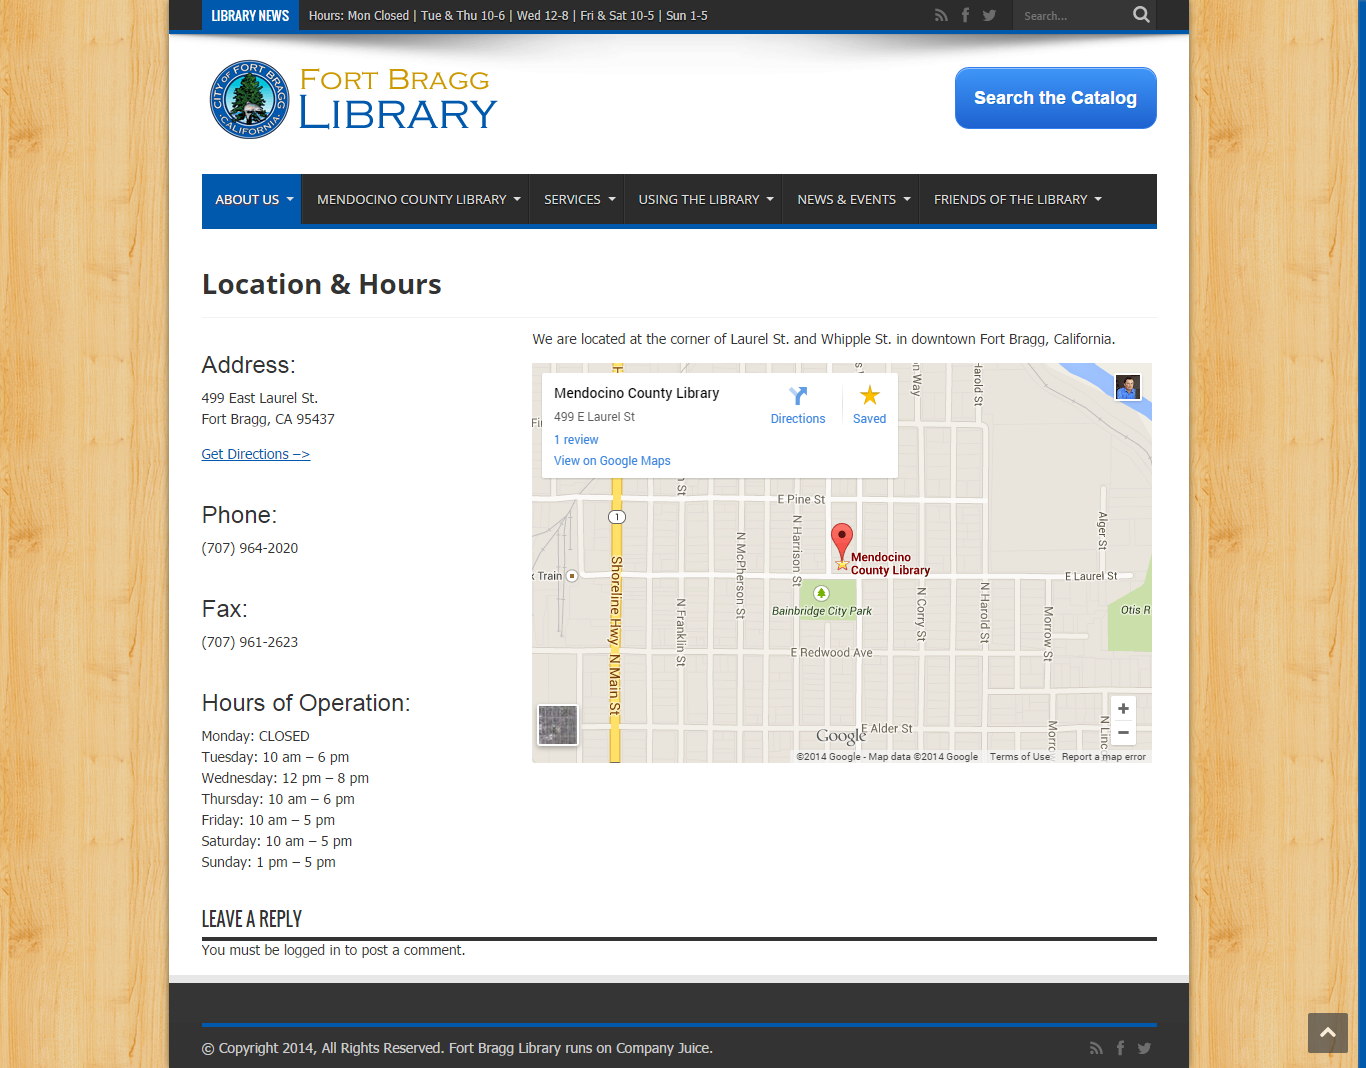 LIBRARY NEWS
Hours: Mon Closed | Tue & Thu 10-6 | Wed 12-8 | Fri & Sat 10-5 | Sun 1-5
Search...
CITY OF FORT BRAGG
CALIFORNIA
FORT BRAGG
LIBRARY
Search the Catalog
ABOUT US
MENDOCINO COUNTY LIBRARY
SERVICES
USING THE LIBRARY
NEWS & EVENTS
FRIENDS OF THE LIBRARY
Location & Hours
Address:
499 East Laurel St.
Fort Bragg, CA 95437
Get Directions –>
Phone:
(707) 964-2020
Fax:
(707) 961-2623
Hours of Operation:
Monday: CLOSED
Tuesday: 10 am – 6 pm
Wednesday: 12 pm – 8 pm
Thursday: 10 am – 6 pm
Friday: 10 am – 5 pm
Saturday: 10 am – 5 pm
Sunday: 1 pm – 5 pm
We are located at the corner of Laurel St. and Whipple St. in downtown Fort Bragg, California.
Mendocino County Library
499 E Laurel St
1 review
View on Google Maps
Directions
Saved
on Way
Harold St
N St
E Pine St
1
N McPherson St
N Harrison St
Alger St
Mendocino
County Library
x Train
E Laurel St
Shoreline Hwy
N Main St
N Franklin St
Bainbridge City Park
N Corry St
N Harold St
Morrow St
Otis R
E Redwood Ave
E Alder St
Morro
N Linc
Google
+
−
©2014 Google - Map data ©2014 Google
Terms of Use
Report a map error
LEAVE A REPLY
You must be logged in to post a comment.
© Copyright 2014, All Rights Reserved. Fort Bragg Library runs on Company Juice.